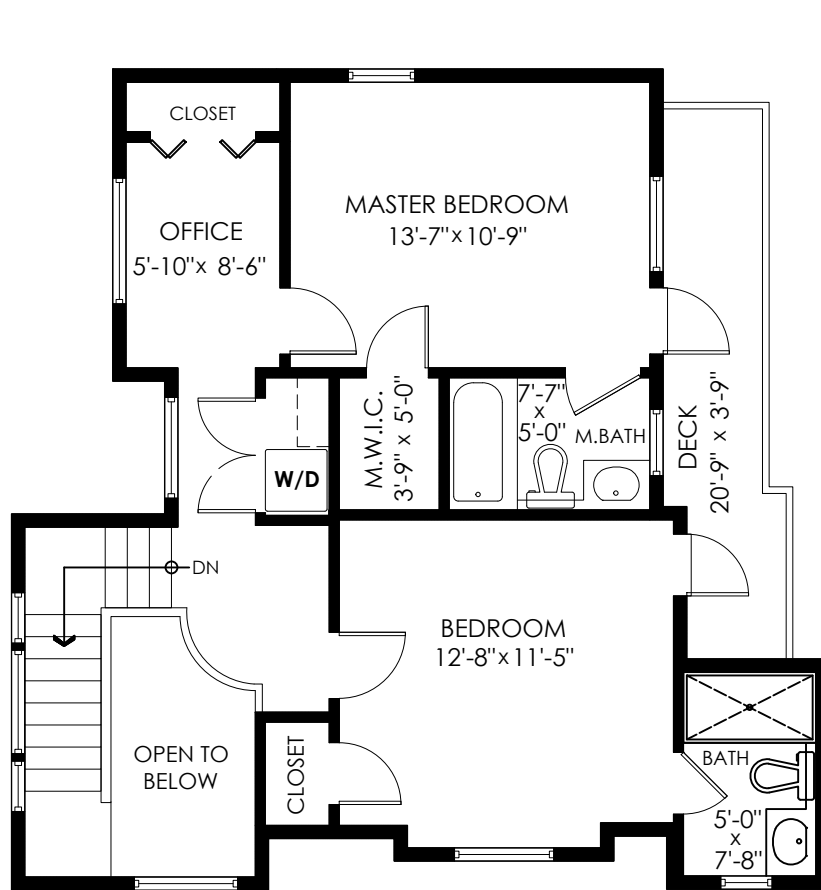 CLOSET
MASTER BEDROOM
13'-7"x 10'-9"
OFFICE
5'-10"x 8'-6"
M.W.I.C.
3'-9" x 5'-0"
7'-7"
x
5'-0"
M.BATH
DECK
20'-9" x 3'-9"
W/D
DN
BEDROOM
12'-8"x 11'-5"
OPEN TO
BELOW
CLOSET
BATH
5'-0"
x
7'-8"